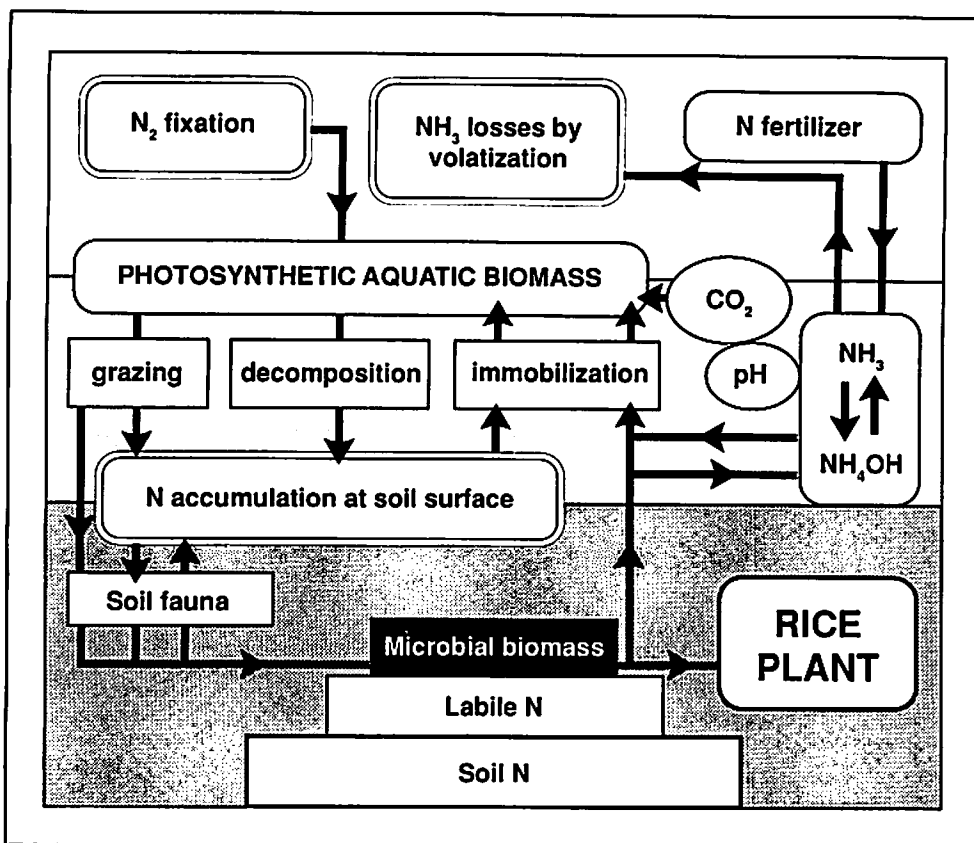 N₂ fixation
NH₃ losses by
volatization
N fertilizer
PHOTOSYNTHETIC AQUATIC BIOMASS
CO₂
grazing
decomposition
immobilization
pH
NH₃
NH₄OH
N accumulation at soil surface
Soil fauna
Microbial biomass
RICE
PLANT
Labile N
Soil N